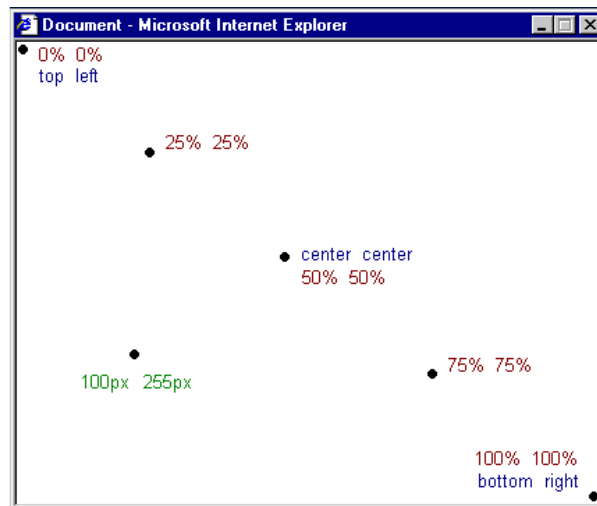 Document - Microsoft Internet Explorer
0% 0%
top left
25% 25%
center center
50% 50%
75% 75%
100px 255px
100% 100%
bottom right